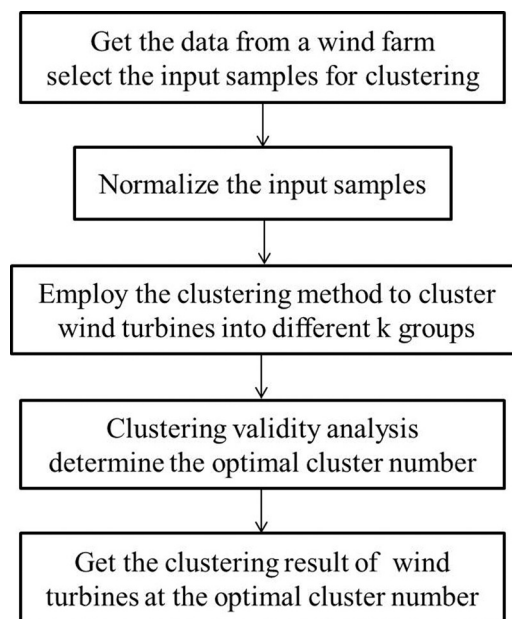 Get the data from a wind farm
select the input samples for clustering
Normalize the input samples
Employ the clustering method to cluster
wind turbines into different k groups
Clustering validity analysis
determine the optimal cluster number
Get the clustering result of wind
turbines at the optimal cluster number